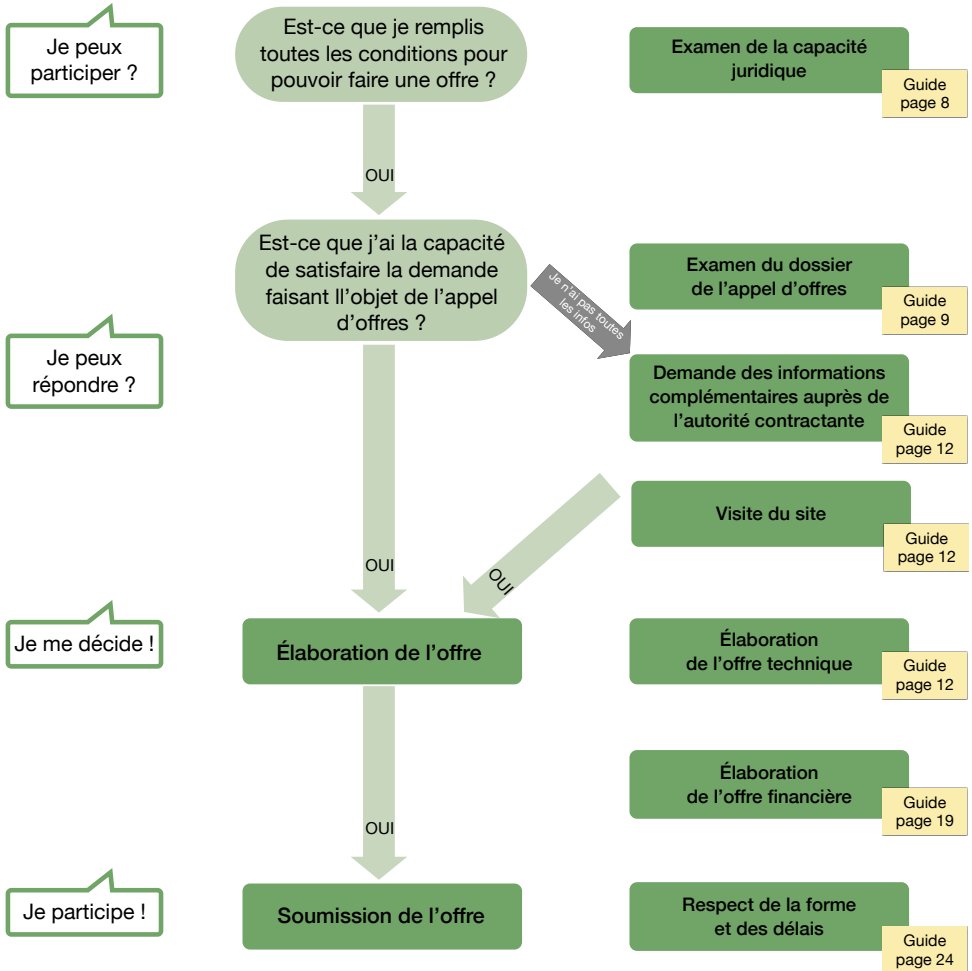 Je peux
participer ?
Est-ce que je remplis
toutes les conditions pour
pouvoir faire une offre ?
Examen de la capacité
juridique
Guide
page 8
OUI
Est-ce que j'ai la capacité
de satisfaire la demande
faisant ll'objet de l'appel
d'offres ?
Je n'ai pas toutes
les infos
Examen du dossier
de l'appel d'offres
Guide
page 9
Je peux
répondre ?
Demande des informations
complémentaires auprès de
l'autorité contractante
Guide
page 12
Visite du site
Guide
page 12
OUI
OUI
Je me décide !
Élaboration de l'offre
Élaboration
de l'offre technique
Guide
page 12
Élaboration
de l'offre financière
Guide
page 19
OUI
Je participe !
Soumission de l'offre
Respect de la forme
et des délais
Guide
page 24